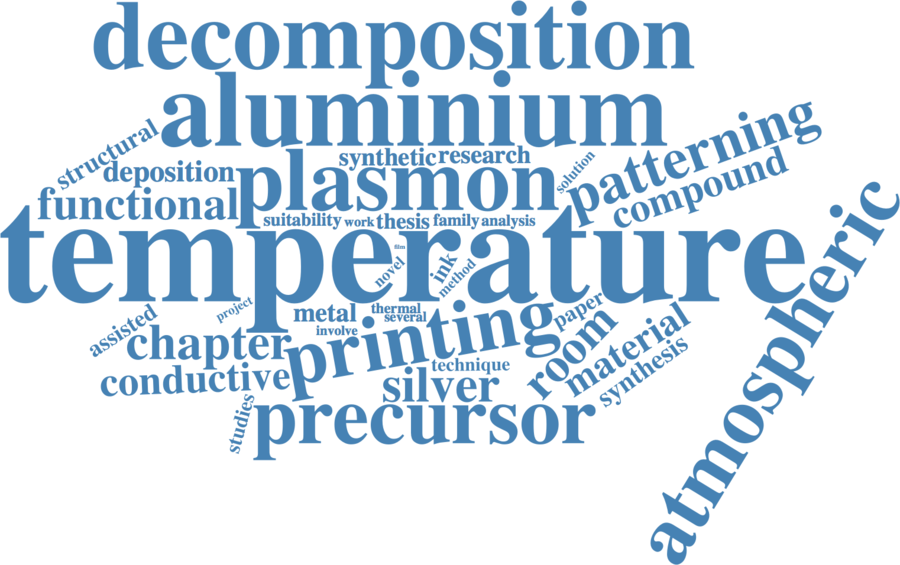 decomposition
aluminium
structural
synthetic research
solution
patterning
deposition
plasmon
compound
functional
suitability work thesis family analysis
temperature
atmospheric
film
novel
ink
method
project
assisted
metal
thermal
several
involve
paper
chapter
printing
room
material
technique
synthesis
conductive
silver
studies
precursor